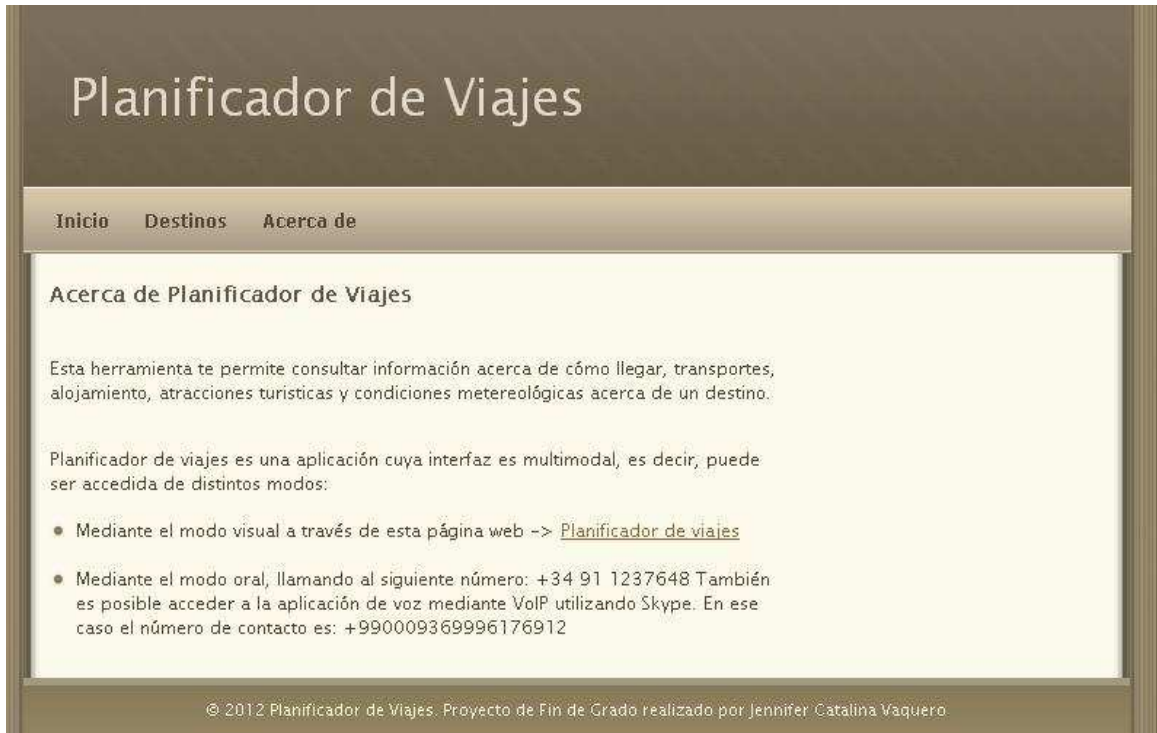 Planificador de Viajes
Inicio Destinos Acerca de
Acerca de Planificador de Viajes
Esta herramienta te permite consultar información acerca de cómo llegar, transportes,
alojamiento, atracciones turisticas y condiciones metereológicas acerca de un destino.
Planificador de viajes es una aplicación cuya interfaz es multimodal, es decir, puede
ser accedida de distintos modos:
Mediante el modo visual a través de esta página web -> Planificador de viajes
Mediante el modo oral, llamando al siguiente número: +34 91 1237648 También
es posible acceder a la aplicación de voz mediante VoIP utilizando Skype. En ese
caso el número de contacto es: +990009369996176912
© 2012 Planificador de Viajes. Proyecto de Fin de Grado realizado por Jennifer Catalina Vaquero